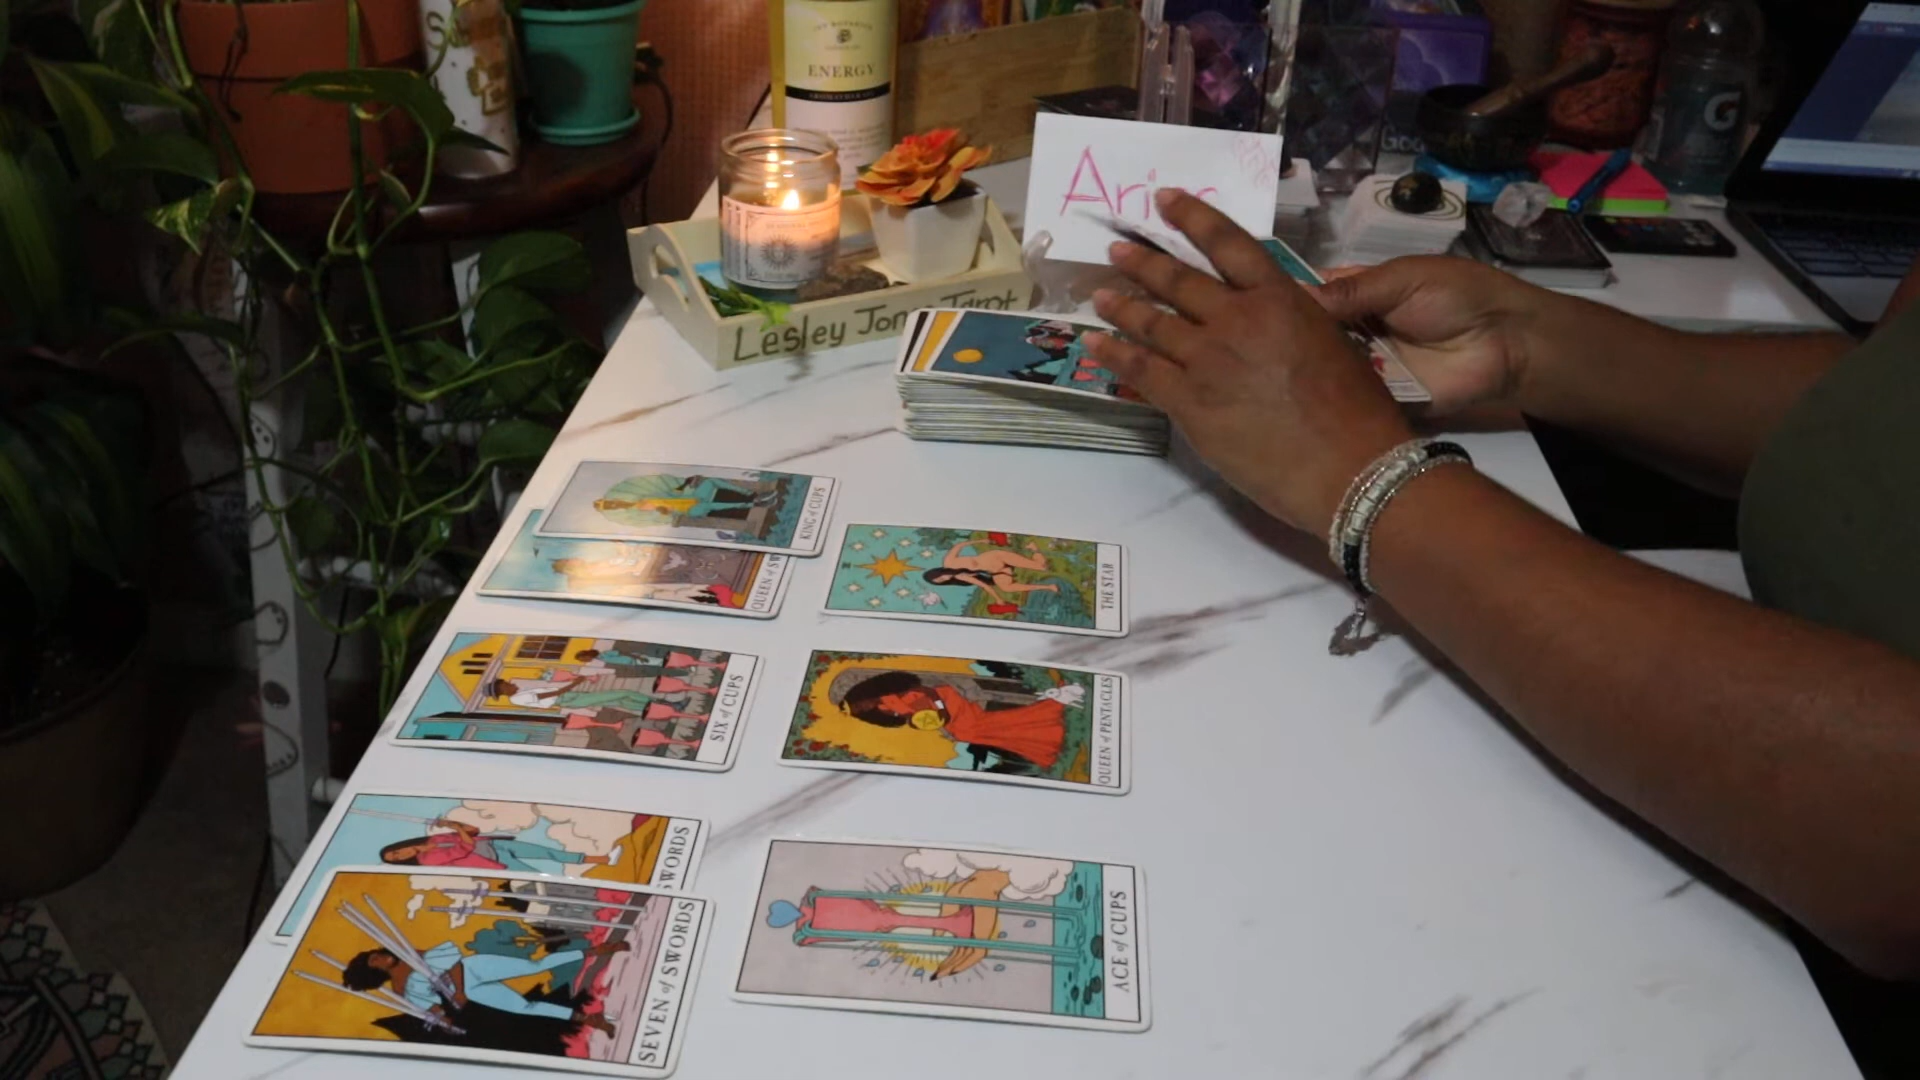 ENERGY
AROMATHERAPY
G
Aries
Lesley Jones Tarot
KING of CUPS
QUEEN of SW
THE STAR
SIX of CUPS
QUEEN of PENTACLES
SWORDS
SEVEN of SWORDS
ACE of CUPS